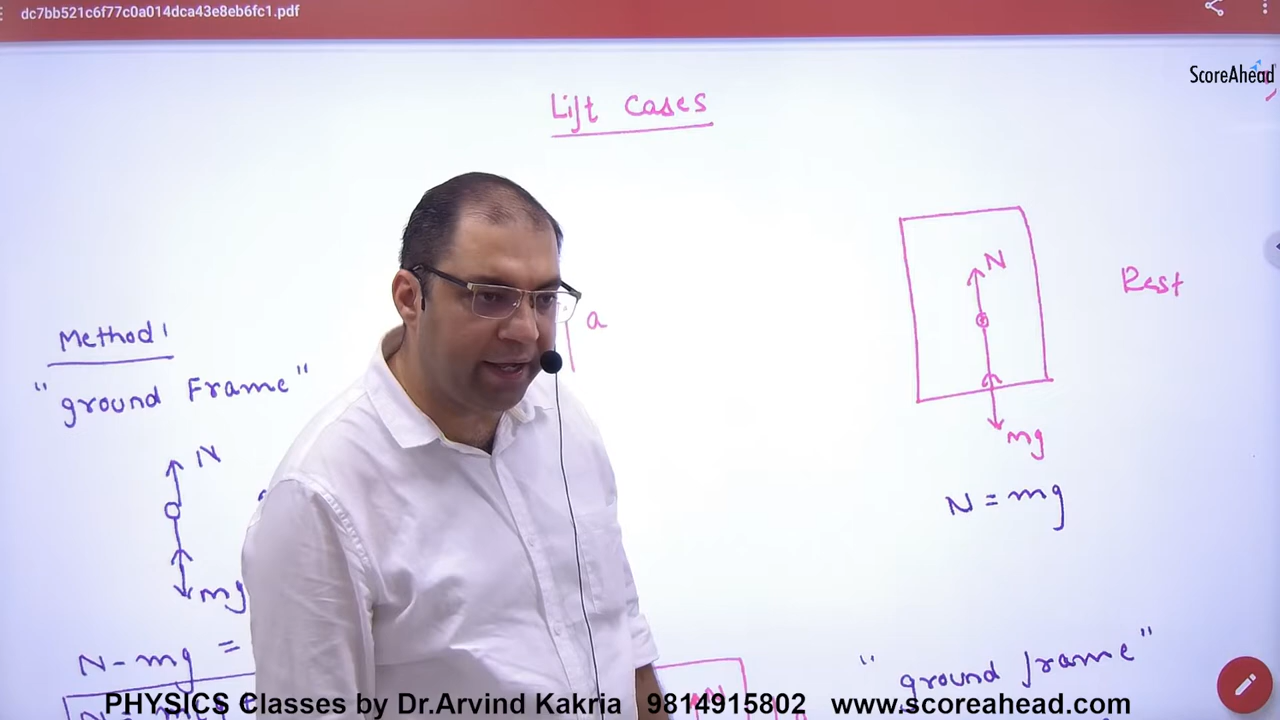 dc7bb521c6f77c0a014dca43e8eb6fc1.pdf
ScoreAhead
Lift Cases
N
Rest
a
Method 1
"ground Frame"
mg
N
N = mg
mg
N - mg =
"ground frame"
PHYSICS Classes by Dr.Arvind Kakria 9814915802 www.scoreahead.com